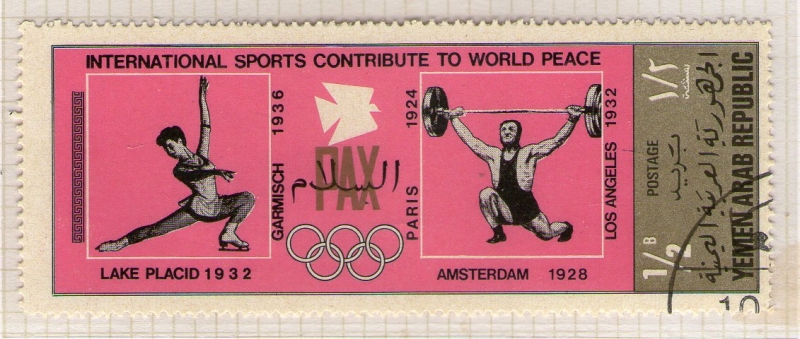 INTERNATIONAL SPORTS CONTRIBUTE TO WORLD PEACE
GARMISCH 1936
LAKE PLACID 1932
PAX
السلام
PARIS 1924
AMSTERDAM 1928
LOS ANGELES 1932
١/٢ بقشة
بريد
POSTAGE
1/2 B
الجمهورية العربية اليمنية
YEMEN ARAB REPUBLIC